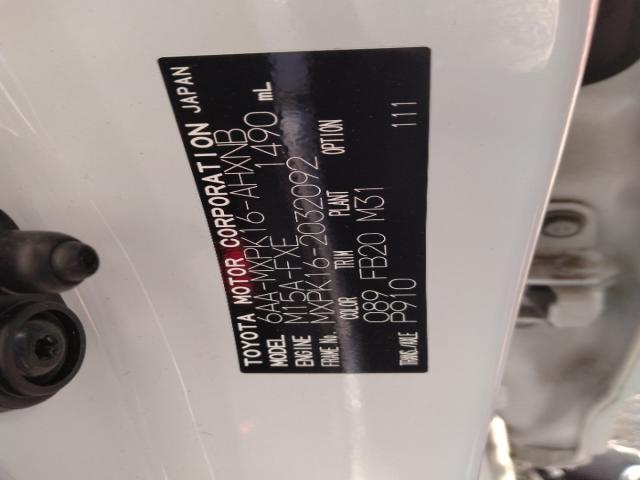 TOYOTA MOTOR CORPORATION JAPAN
MODEL 6AA-MXPK16-AHXNB
ENGINE M15A-FXE 1490 mL
FRAME No. MXPK16-2032092
COLOR TRIM PLANT OPTION
089 FB20 M31 111
TRANS./AXLE P910